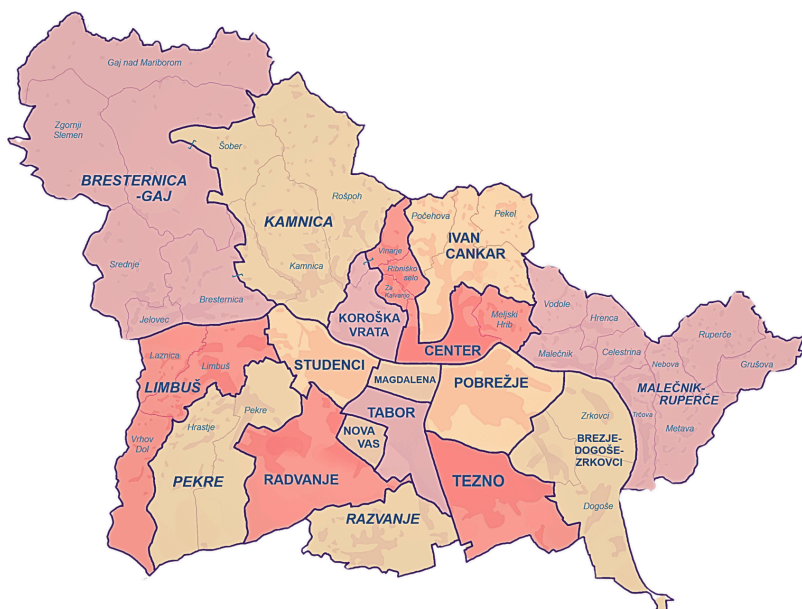 Gaj nad Mariborom
Zgornji
Slemen
BRESTERNICA
-GAJ
Srednje
Bresternica
Jelovec
Šober
Rošpoh
KAMNICA
Kamnica
Vinarje
Ribniško
selo
Za
Kalvarijo
KOROŠKA
VRATA
Počehova
Pekel
IVAN
CANKAR
Meljski
Hrib
CENTER
Vodole
Hrenca
Malečnik
Celestrina
Nebova
Ruperče
Grušova
MALEČNIK-
RUPERČE
Trčova
Metava
Laznica
Limbuš
LIMBUŠ
Vrhov
Dol
STUDENCI
MAGDALENA
POBREŽJE
TABOR
NOVA
VAS
Zrkovci
BREZJE-
DOGOŠE-
ZRKOVCI
Dogoše
Pekre
Hrastje
PEKRE
RADVANJE
RAZVANJE
TEZNO